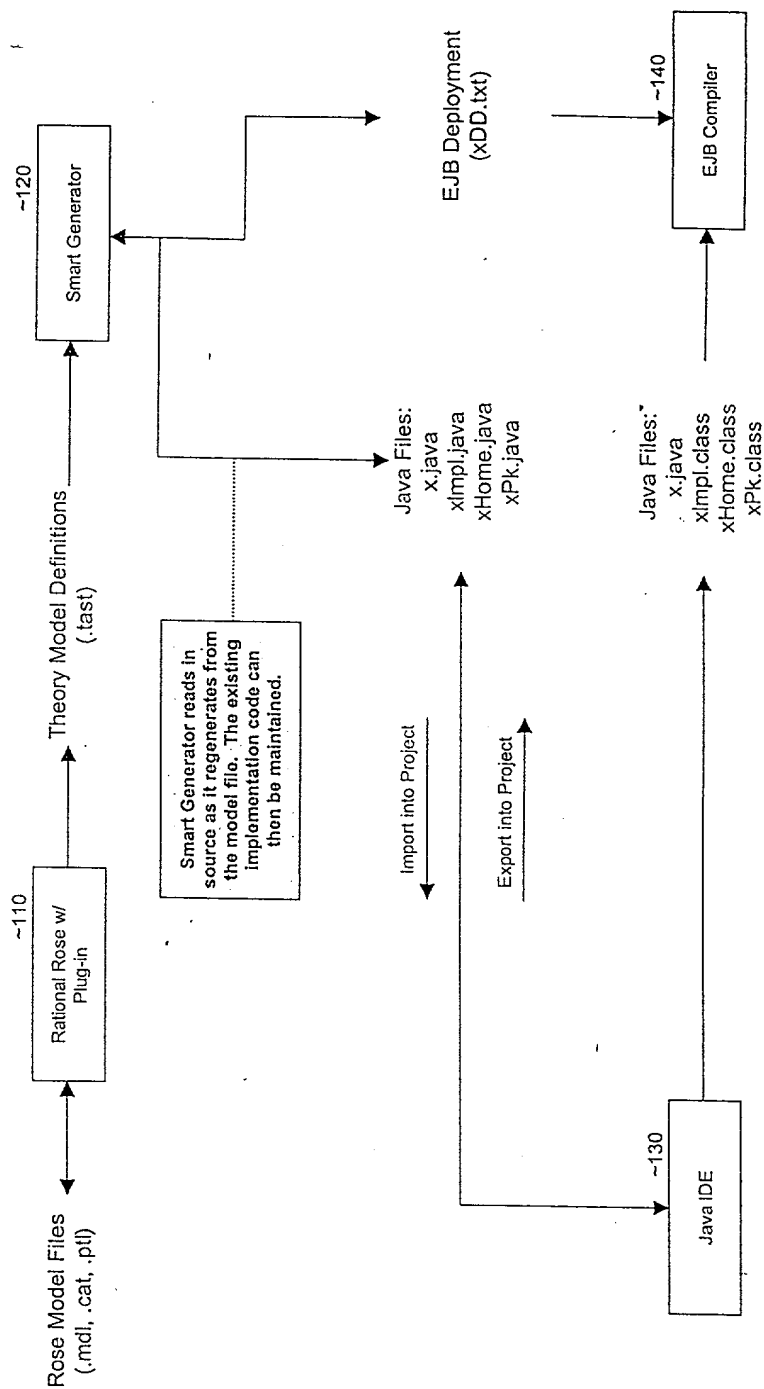 Rose Model Files
(.mdl, .cat, .ptl)
~110
Rational Rose w/
Plug-in
Theory Model Definitions
(.tast)
~120
Smart Generator
Smart Generator reads in
source as it regenerates from
the model file. The existing
implementation code can
then be maintained.
Java Files:
x.java
xImpl.java
xHome.java
xPk.java
EJB Deployment
(xDD.txt)
Import into Project
Export into Project
~130
Java IDE
Java Files:
x.java
xImpl.class
xHome.class
xPk.class
~140
EJB Compiler